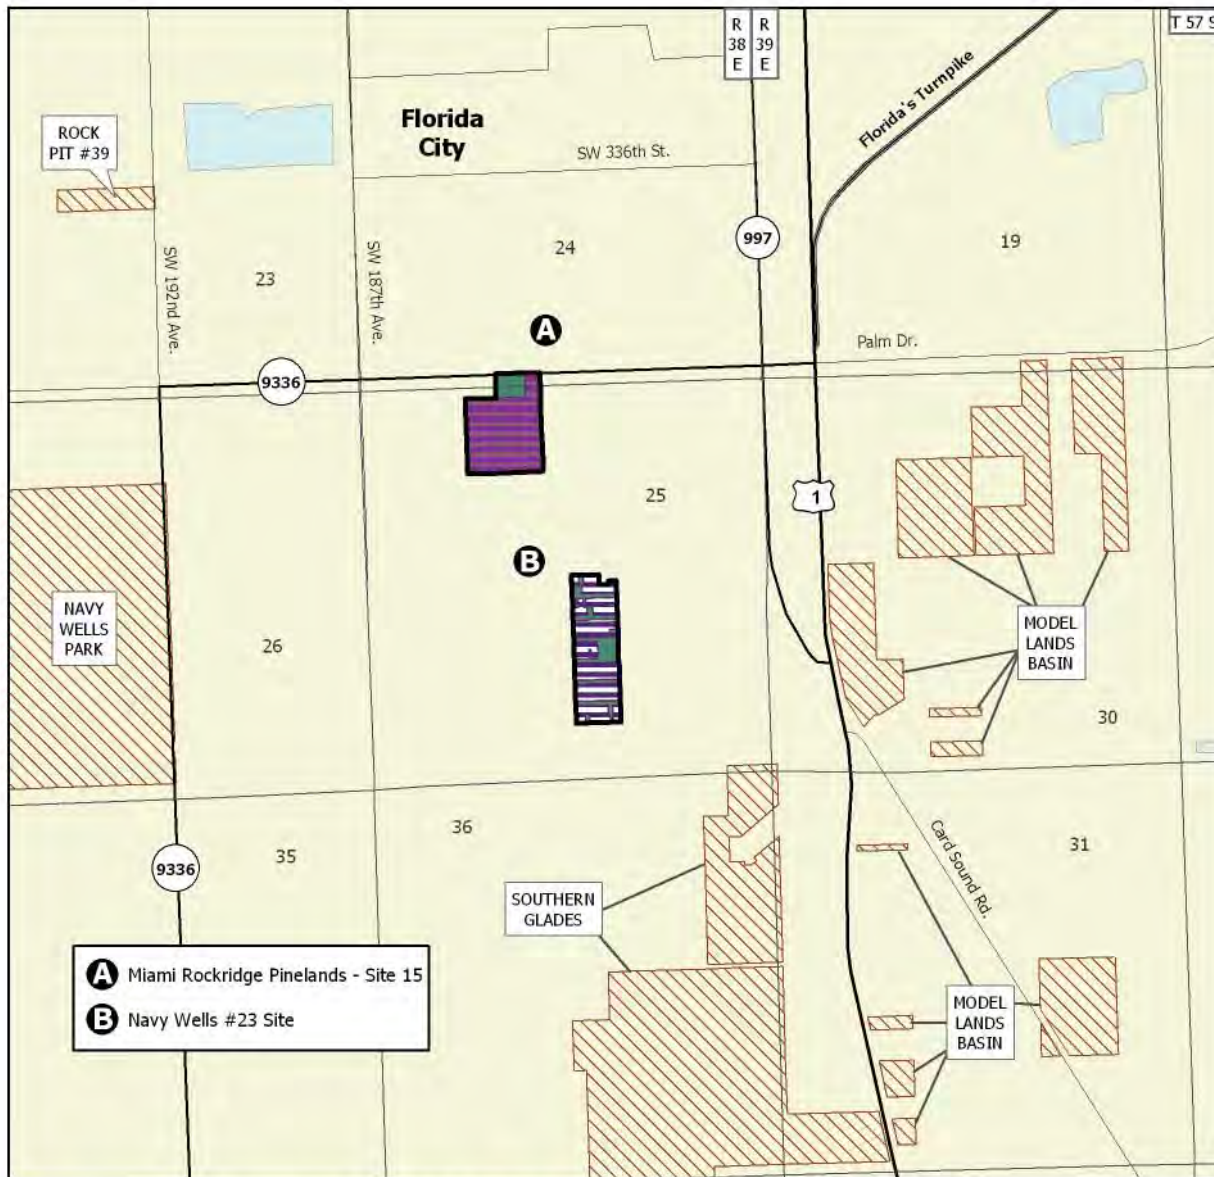 R
38
E
R
39
E
T 57 S
Florida's Turnpike
ROCK
PIT #39
Florida
City
SW 336th St.
997
SW 192nd Ave.
SW 187th Ave.
23
24
19
A
Palm Dr.
9336
25
1
B
NAVY
WELLS
PARK
26
MODEL
LANDS
BASIN
30
36
35
31
9336
Card Sound Rd.
SOUTHERN
GLADES
A Miami Rockridge Pinelands - Site 15
B Navy Wells #23 Site
MODEL
LANDS
BASIN